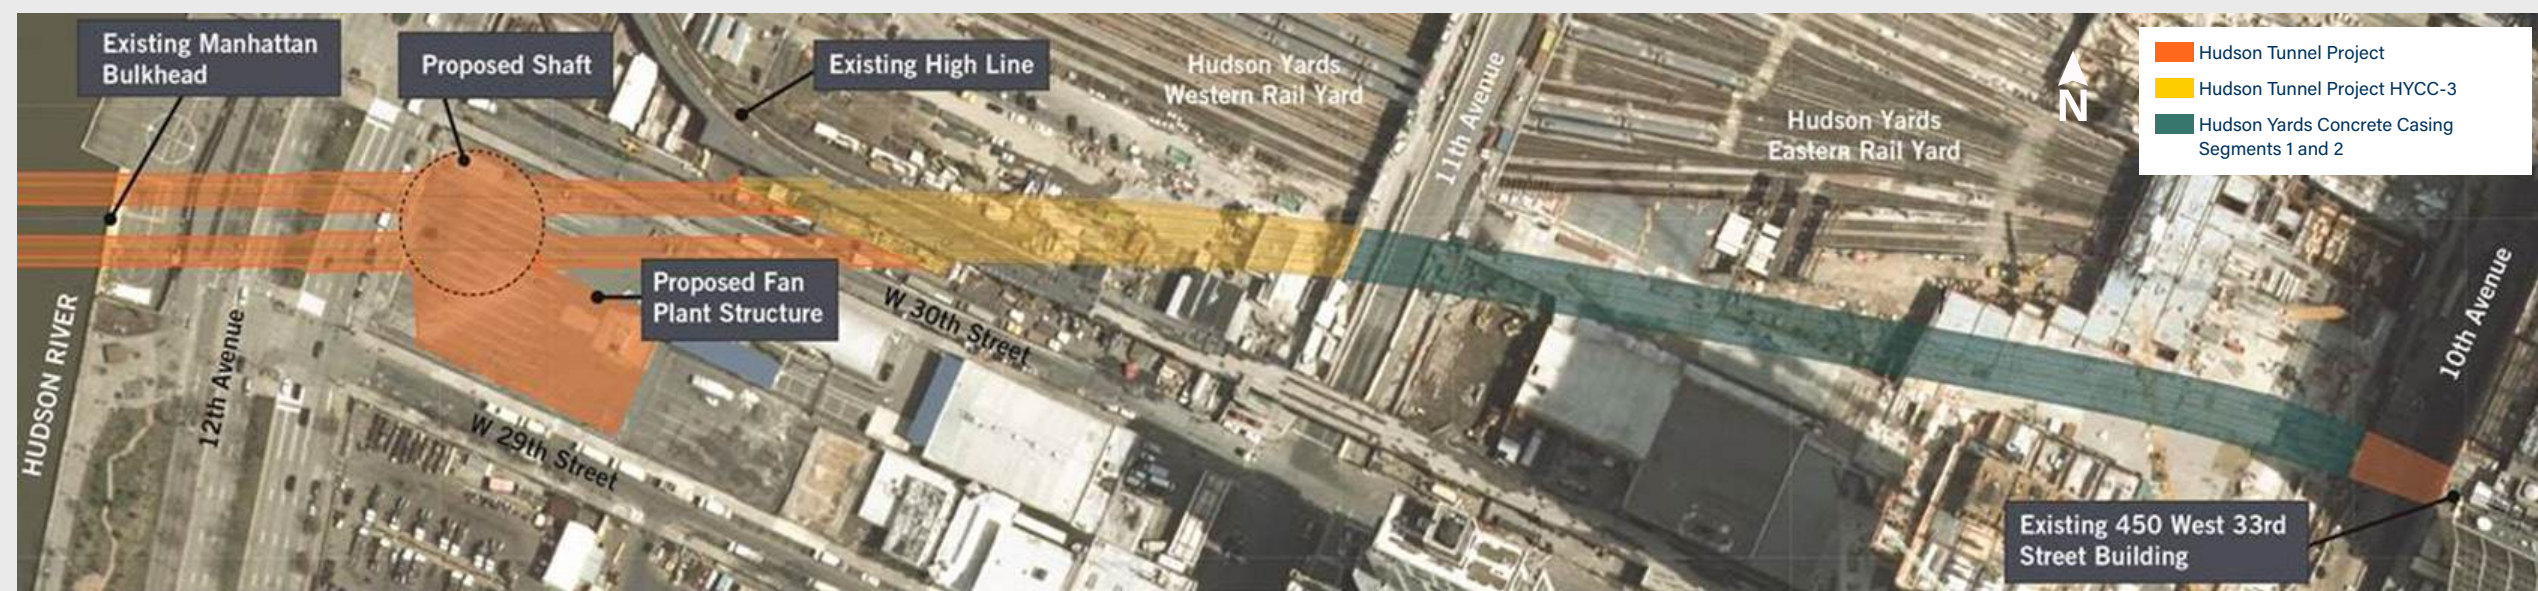 Existing Manhattan
Bulkhead
Proposed Shaft
Existing High Line
Hudson Yards
Western Rail Yard
11th Avenue
Hudson Yards
Eastern Rail Yard
N
Hudson Tunnel Project
Hudson Tunnel Project HYCC-3
Hudson Yards Concrete Casing
Segments 1 and 2
Proposed Fan
Plant Structure
W 30th Street
HUDSON RIVER
12th Avenue
W 29th Street
10th Avenue
Existing 450 West 33rd
Street Building